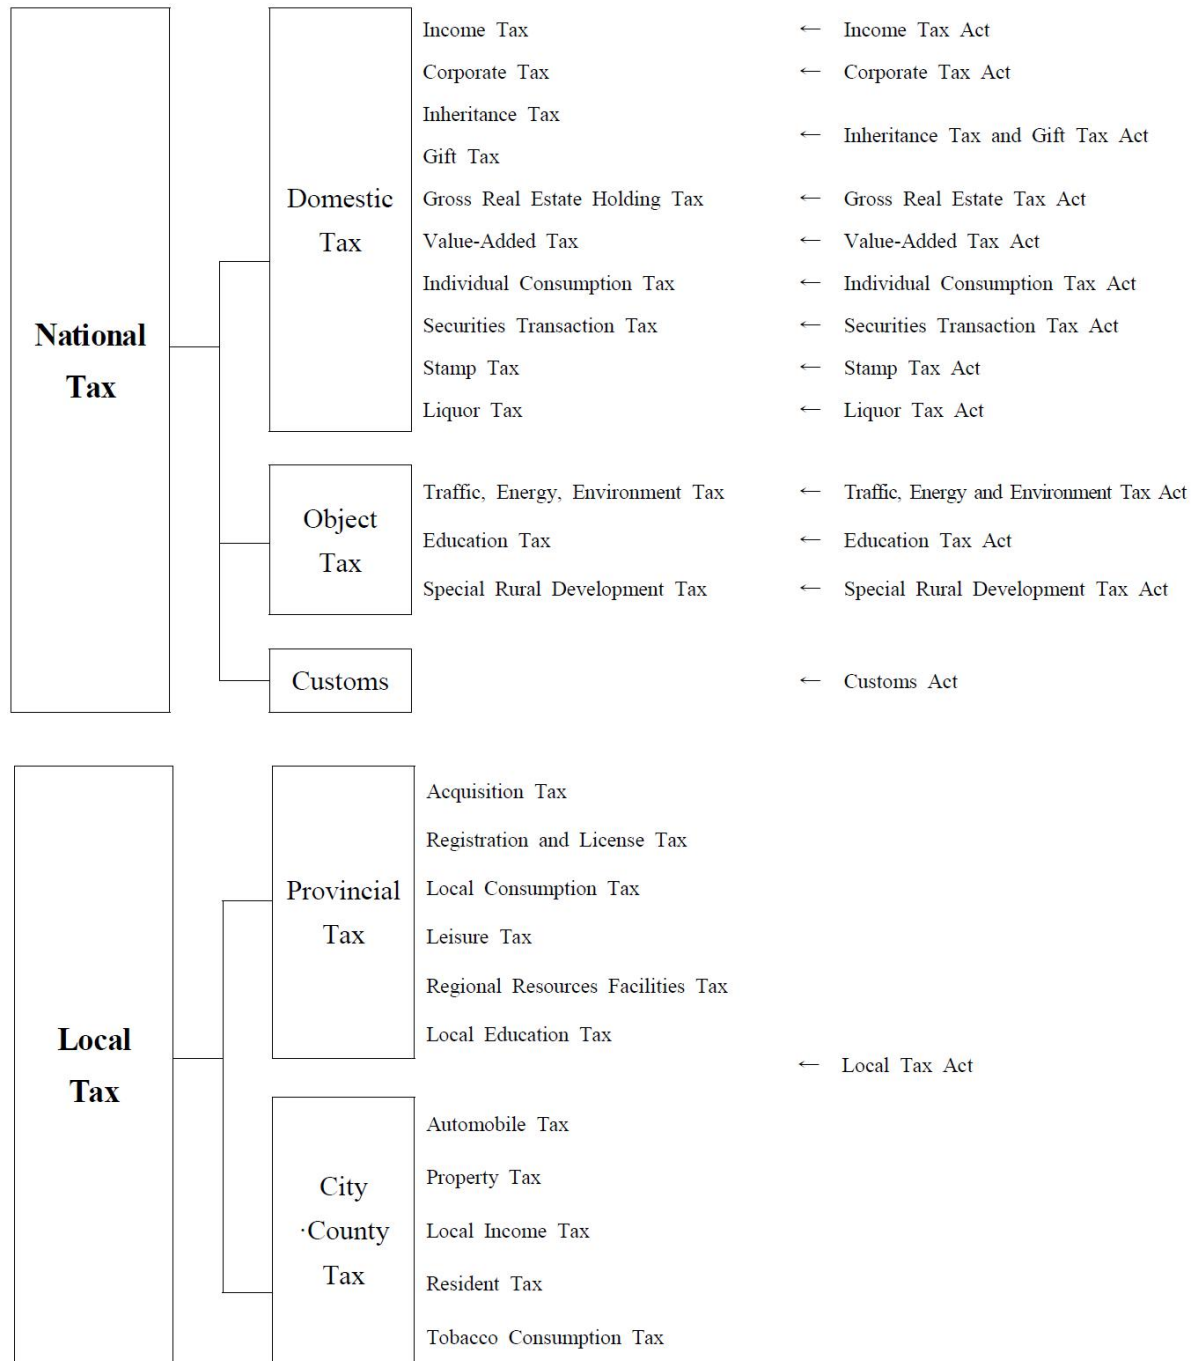 National
Tax
Domestic
Tax
Income Tax ← Income Tax Act
Corporate Tax ← Corporate Tax Act
Inheritance Tax
← Inheritance Tax and Gift Tax Act
Gift Tax
Gross Real Estate Holding Tax ← Gross Real Estate Tax Act
Value-Added Tax ← Value-Added Tax Act
Individual Consumption Tax ← Individual Consumption Tax Act
Securities Transaction Tax ← Securities Transaction Tax Act
Stamp Tax ← Stamp Tax Act
Liquor Tax ← Liquor Tax Act
Object
Tax
Traffic, Energy, Environment Tax ← Traffic, Energy and Environment Tax Act
Education Tax ← Education Tax Act
Special Rural Development Tax ← Special Rural Development Tax Act
Customs ← Customs Act
Local
Tax
Provincial
Tax
Acquisition Tax
Registration and License Tax
Local Consumption Tax
Leisure Tax
Regional Resources Facilities Tax
Local Education Tax
← Local Tax Act
City
·County
Tax
Automobile Tax
Property Tax
Local Income Tax
Resident Tax
Tobacco Consumption Tax